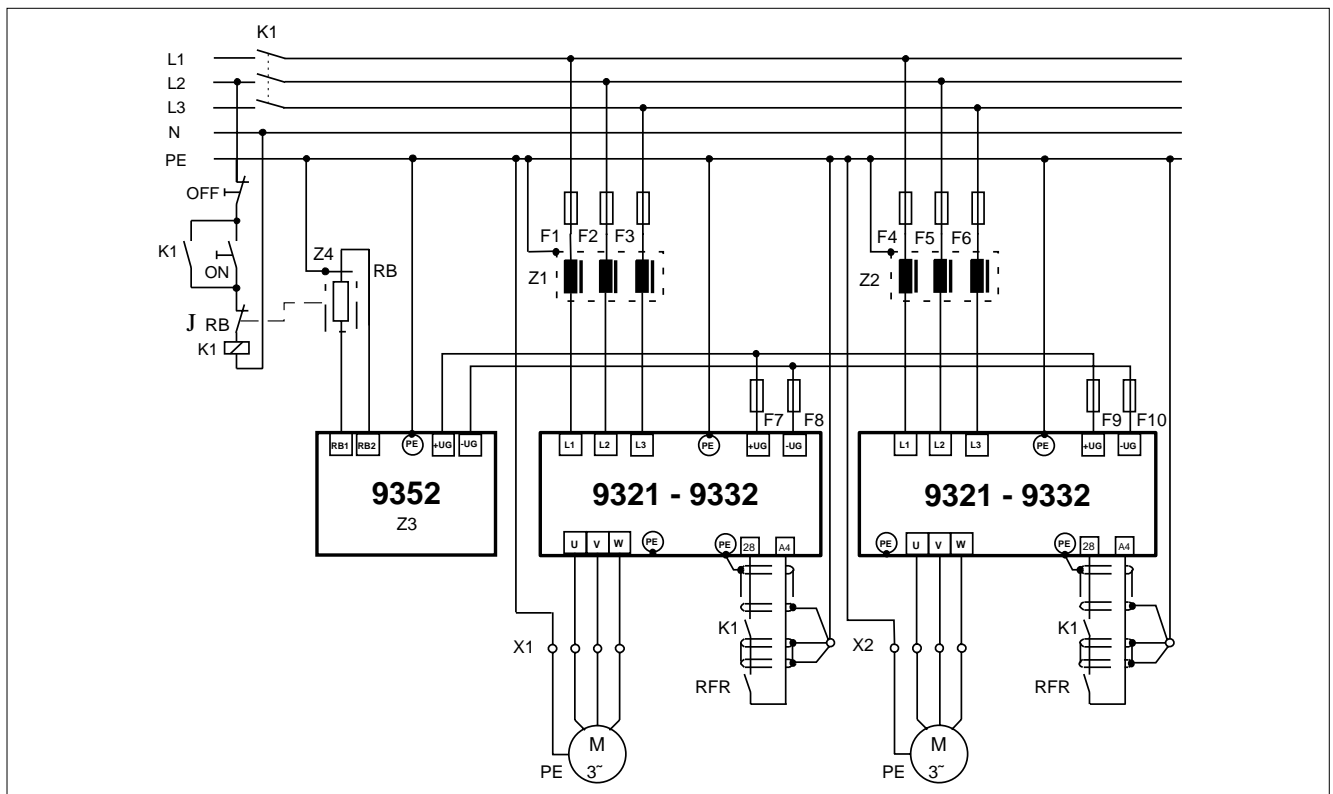 K1
L1
L2
L3
N
PE
OFF
K1
ON
J RB
K1
Z4
RB
F1 F2 F3
Z1
F4 F5 F6
Z2
F7 F8
F9 F10
RB1 RB2 PE +UG -UG
9352
Z3
L1 L2 L3 PE +UG -UG
9321 - 9332
U V W PE PE 28 A4
L1 L2 L3 PE +UG -UG
9321 - 9332
PE U V W PE 28 A4
K1
X1
RFR
M
3~
PE
K1
X2
RFR
M
3~
PE